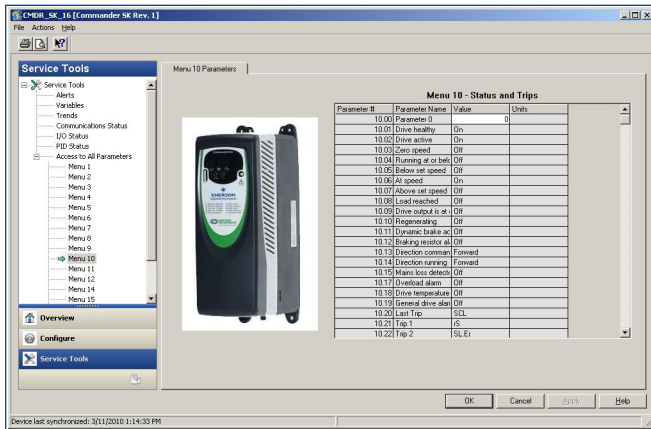 CMDR_SK_16 [Commander SK Rev. 1]
File Actions Help
Service Tools
Service Tools
Alerts
Variables
Trends
Communications Status
I/O Status
PID Status
Access to All Parameters
Menu 1
Menu 2
Menu 3
Menu 4
Menu 5
Menu 6
Menu 7
Menu 8
Menu 9
Menu 10
Menu 11
Menu 12
Menu 14
Menu 15
Overview
Configure
Service Tools
Menu 10 Parameters
EMERSON
Menu 10 - Status and Trips
Parameter # Parameter Name Value Units
10.00 Parameter 0 0
10.01 Drive healthy On
10.02 Drive active On
10.03 Zero speed Off
10.04 Running at or belo Off
10.05 Below set speed Off
10.06 At speed On
10.07 Above set speed Off
10.08 Load reached Off
10.09 Drive output is at Off
10.10 Regenerating Off
10.11 Dynamic brake ac Off
10.12 Braking resistor al Off
10.13 Direction comman Forward
10.14 Direction running Forward
10.15 Mains loss detecte Off
10.17 Overload alarm Off
10.18 Drive temperature Off
10.19 General drive alar Off
10.20 Last Trip SCL
10.21 Trip 1 rS
10.22 Trip 2 SL.Er
OK Cancel Apply Help
Device last synchronized: 3/11/2010 1:14:33 PM